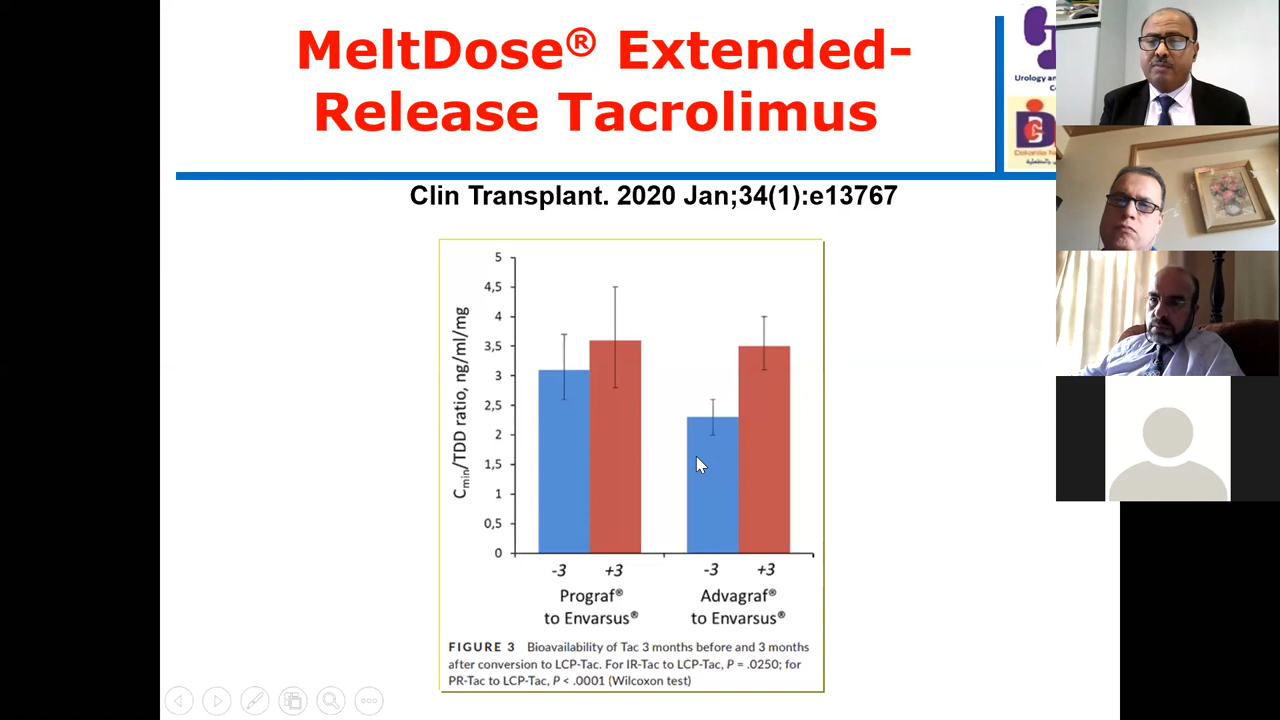 MeltDose® Extended-
Release Tacrolimus
Urology an
Clin Transplant. 2020 Jan;34(1):e13767
5
4,5
4
3,5
3
2,5
2
1,5
1
0,5
0
Cmin/TDD ratio, ng/ml/mg
-3 +3 -3 +3
Prograf® Advagraf®
to Envarsus® to Envarsus®
FIGURE 3 Bioavailability of Tac 3 months before and 3 months
after conversion to LCP-Tac. For IR-Tac to LCP-Tac, P = .0250; for
PR-Tac to LCP-Tac, P < .0001 (Wilcoxon test)